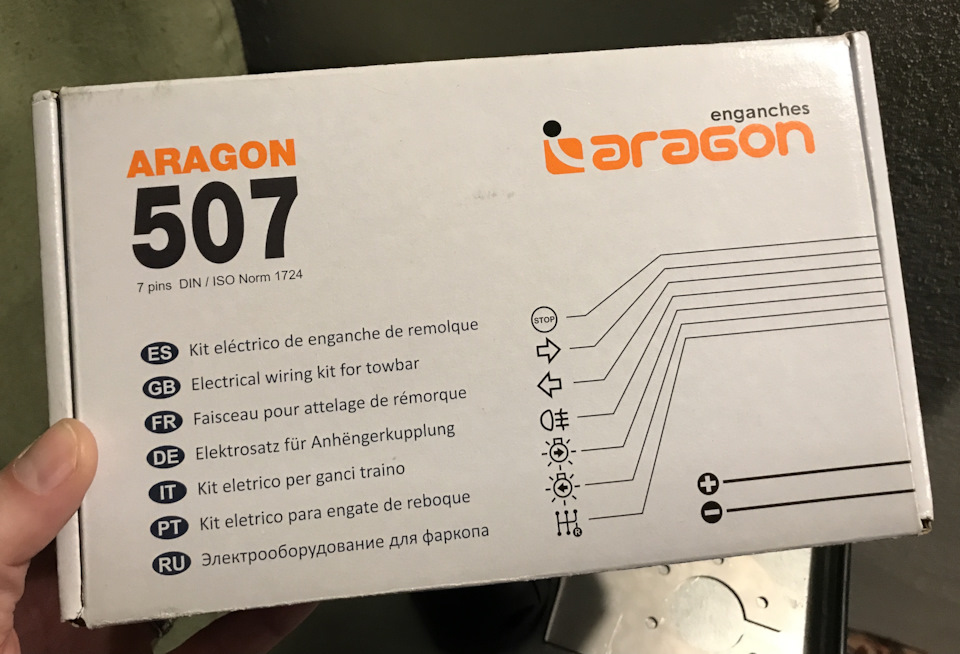 ARAGON
507
7 pins DIN / ISO Norm 1724
enganches
aragon
ES Kit eléctrico de enganche de remolque
GB Electrical wiring kit for towbar
FR Faisceau pour attelage de rémorque
DE Elektrosatz für Anhëngerkupplung
IT Kit eletrico per ganci traino
PT Kit eletrico para engate de reboque
RU Электрооборудование для фаркопа
STOP
R